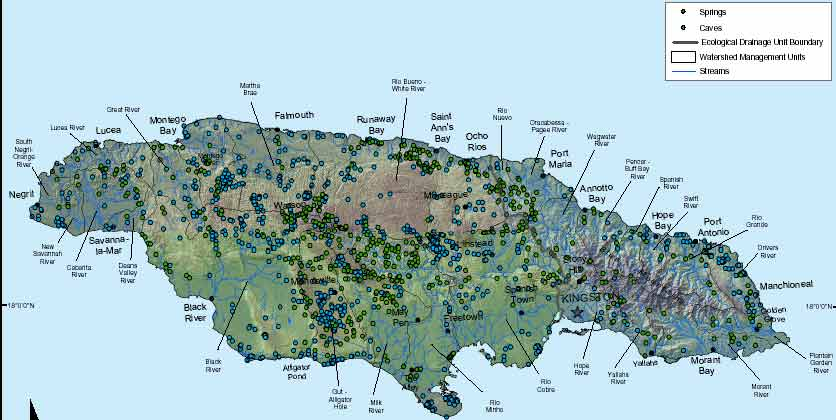 Springs
Caves
Ecological Drainage Unit Boundary
Watershed Management Units
Streams
Rio Bueno -
White River
Martha
Brae
Great River
Montego
Bay
Falmouth
Runaway
Bay
Saint
Ann's
Bay
Rio
Nuevo
Ocho
Rios
Oracabessa -
Pagee River
Port
Maria
Wagwater
River
Lucea River
Lucea
South
Negril-
Orange
River
Annotto
Bay
Pencar -
Buff Bay
River
Spanish
River
Swift
River
Negril
Hope
Bay
Port
Antonio
Rio
Grande
Linstead
New
Savannah
River
Savanna-
la-Mar
Cabarita
River
Deans
Valley
River
Drivers
River
Manchioneal
Mandeville
Spanish
Town
KINGSTON
18°0'0"N
18°0'0"N
Black
River
May
Pen
Freetown
Golden
Grove
Black
River
Alligator
Pond
Gut -
Alligator
Hole
Milk
River
Rio
Minho
Rio
Cobre
Hope
River
Yallahs
River
Yallahs
Morant
Bay
Morant
River
Plantain
Garden
River